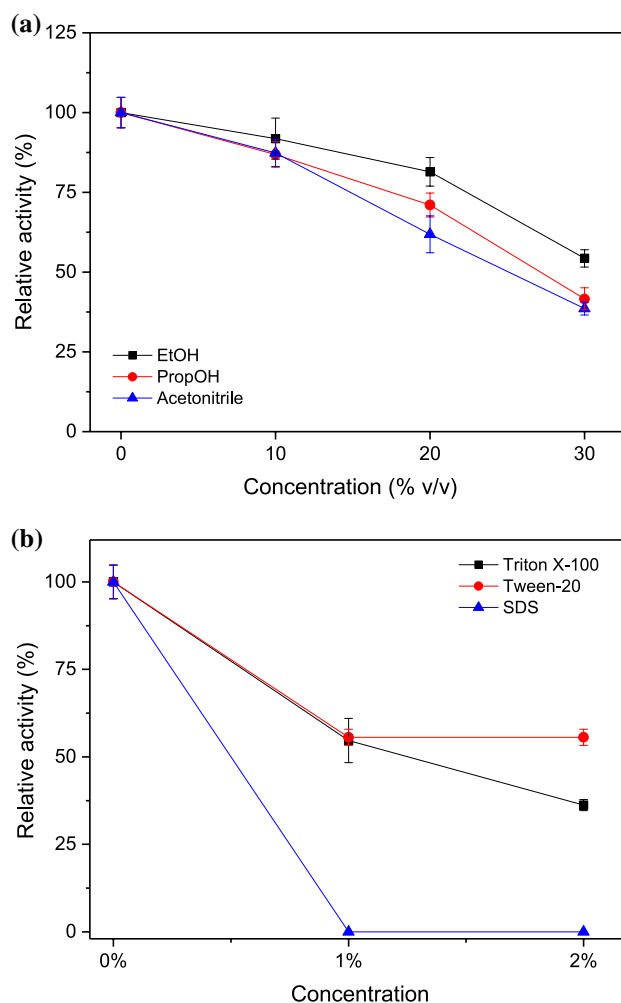 (a)
125
100
75
50
25
0
Relative activity (%)
EtOH
PropOH
Acetonitrile
0 10 20 30
Concentration (% v/v)
(b)
100
75
50
25
0
Relative activity (%)
Triton X-100
Tween-20
SDS
0% 1% 2%
Concentration